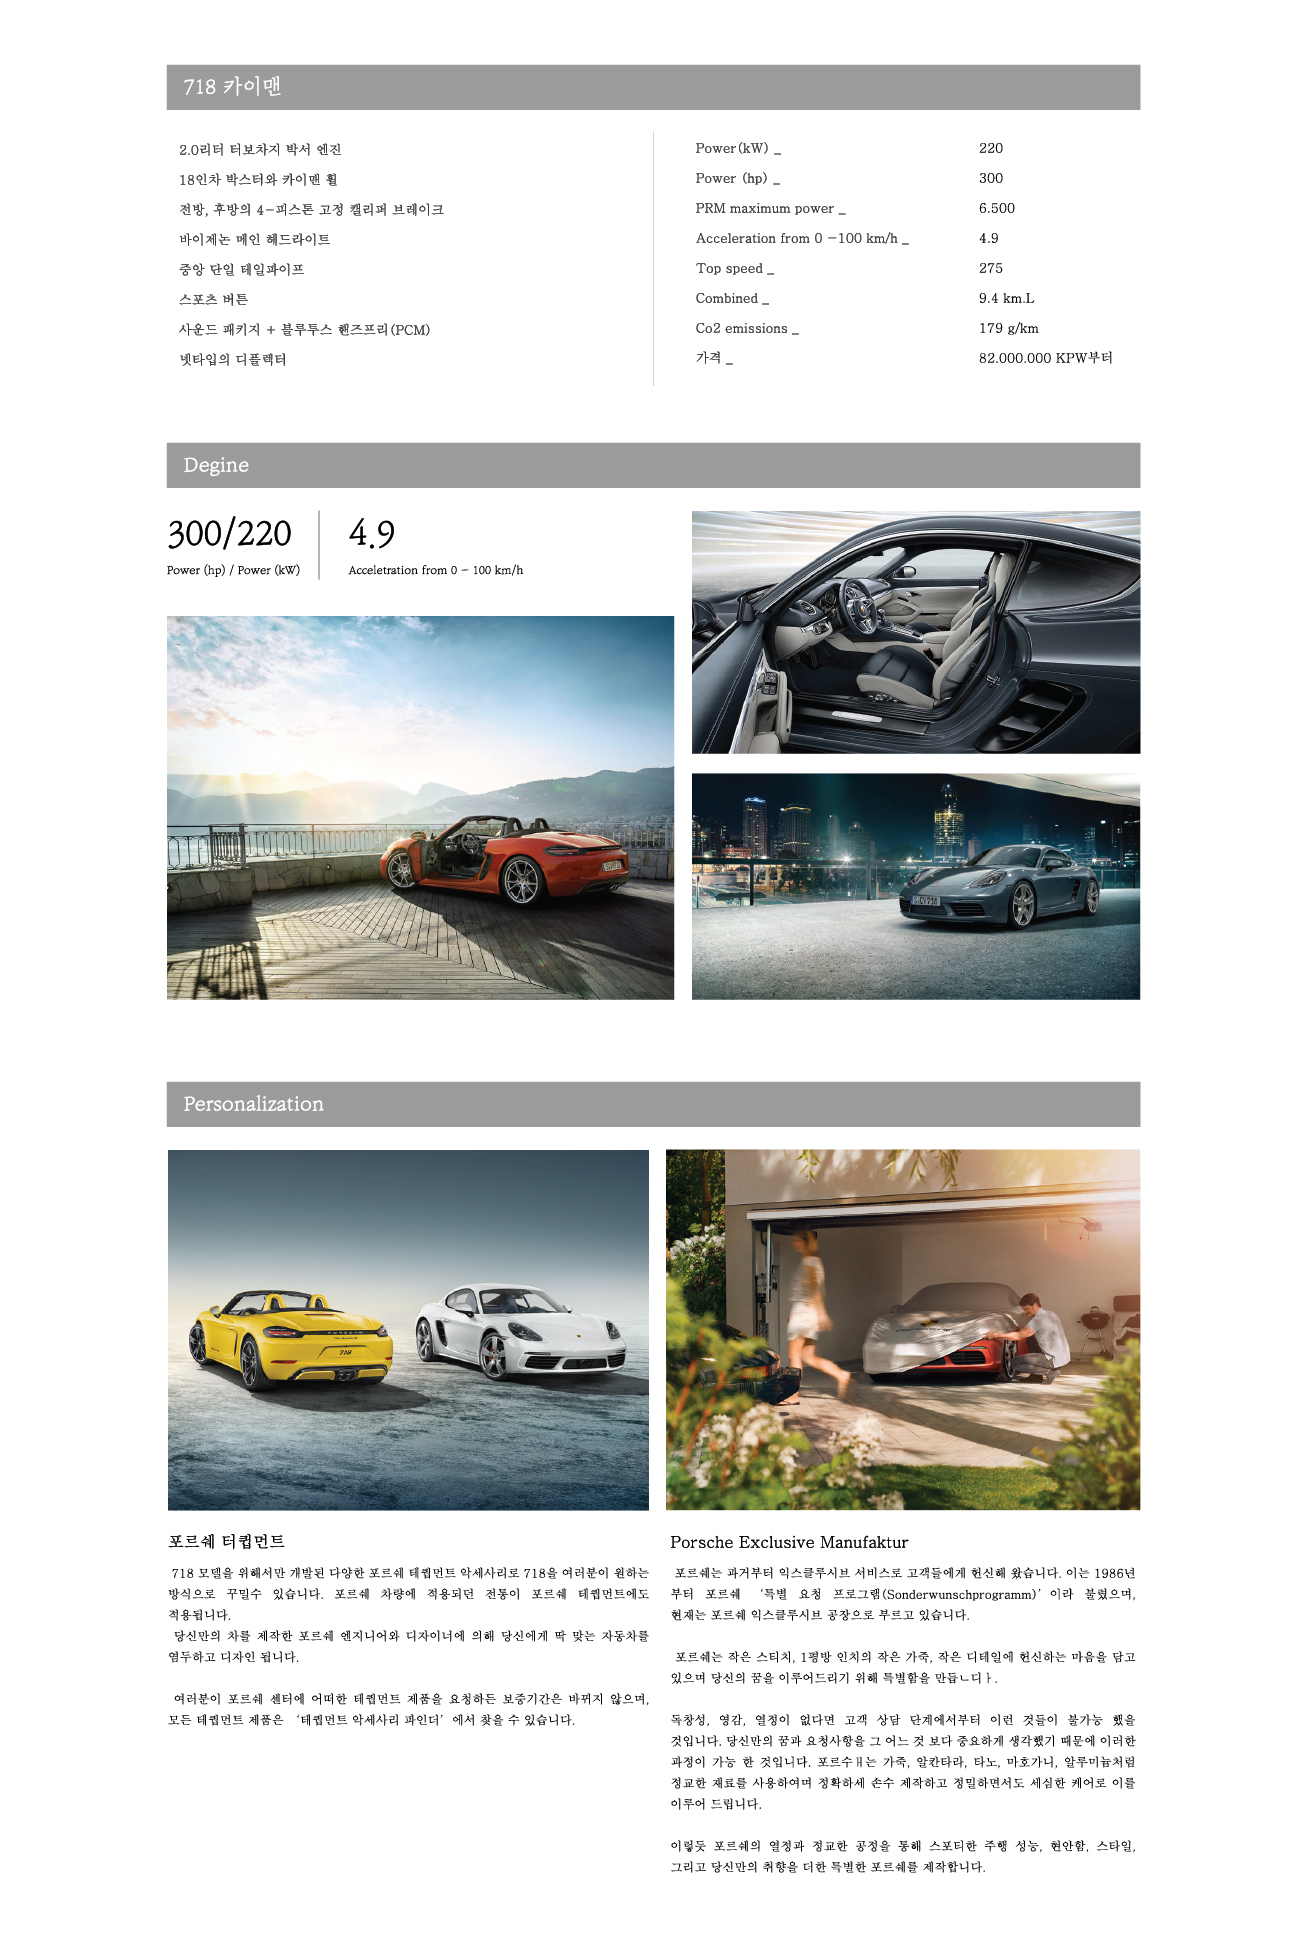 718 카이맨
2.0리터 터보차지 박서 엔진
18인차 박스터와 카이맨 휠
전방, 후방의 4-피스톤 고정 캘리퍼 브레이크
바이제논 메인 헤드라이트
중앙 단일 테일파이프
스포츠 버튼
사운드 패키지 + 블루투스 핸즈프리(PCM)
넷타입의 디플렉터
Power(kW) _ 220
Power (hp) _ 300
PRM maximum power _ 6.500
Acceleration from 0 -100 km/h _ 4.9
Top speed _ 275
Combined _ 9.4 km.L
Co2 emissions _ 179 g/km
가격 _ 82.000.000 KPW부터
Degine
300/220
Power (hp) / Power (kW)
4.9
Acceletration from 0 - 100 km/h
Personalization
PORSCHE
718
포르쉐 터큅먼트
718 모델을 위해서만 개발된 다양한 포르쉐 테큅먼트 악세사리로 718을 여러분이 원하는
방식으로 꾸밀수 있습니다. 포르쉐 차량에 적용되던 전통이 포르쉐 테큅먼트에도
적용됩니다.
당신만의 차를 제작한 포르쉐 엔지니어와 디자이너에 의해 당신에게 딱 맞는 자동차를
염두하고 디자인 됩니다.
여러분이 포르쉐 센터에 어떠한 테큅먼트 제품을 요청하든 보증기간은 바뀌지 않으며,
모든 테큅먼트 제품은 ‘테큅먼트 악세사리 파인더’ 에서 찾을 수 있습니다.
Porsche Exclusive Manufaktur
포르쉐는 과거부터 익스클루시브 서비스로 고객들에게 헌신해 왔습니다. 이는 1986년
부터 포르쉐 ‘특별 요청 프로그램(Sonderwunschprogramm)’ 이라 불렸으며,
현재는 포르쉐 익스클루시브 공장으로 부르고 있습니다.
포르쉐는 작은 스티치, 1평방 인치의 작은 가죽, 작은 디테일에 헌신하는 마음을 담고
있으며 당신의 꿈을 이루어드리기 위해 특별함을 만듭ㄴ디ㅏ.
독창성, 영감, 열정이 없다면 고객 상담 단계에서부터 이런 것들이 불가능 했을
것입니다. 당신만의 꿈과 요청사항을 그 어느 것 보다 중요하게 생각했기 때문에 이러한
과정이 가능 한 것입니다. 포르수ㅐ는 가죽, 알칸타라, 타노, 마호가니, 알루미늄처럼
정교한 재료를 사용하여며 정확하세 손수 제작하고 정밀하면서도 세심한 케어로 이를
이루어 드립니다.
이렇듯 포르쉐의 열정과 정교한 공정을 통해 스포티한 주행 성능, 현안함, 스타일,
그리고 당신만의 취향을 더한 특별한 포르쉐를 제작합니다.